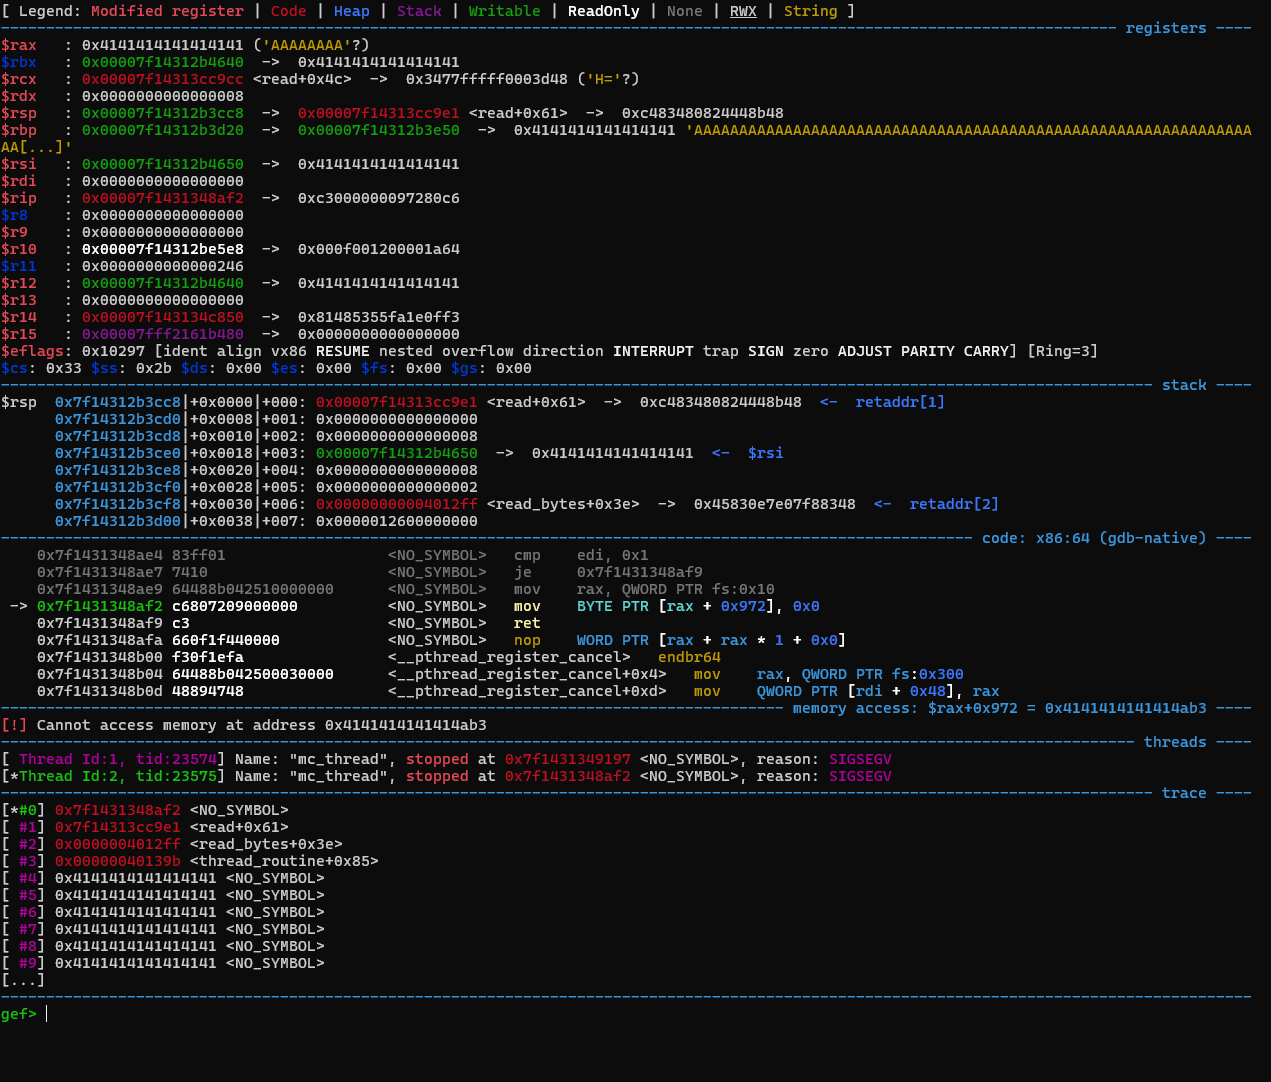 [ Legend: Modified register | Code | Heap | Stack | Writable | ReadOnly | None | RWX | String ]
registers
$rax   : 0x4141414141414141 ('AAAAAAAA'?)
$rbx   : 0x00007f14312b4640  ->  0x4141414141414141
$rcx   : 0x00007f14313cc9cc <read+0x4c>  ->  0x3477fffff0003d48 ('H='?)
$rdx   : 0x0000000000000008
$rsp   : 0x00007f14312b3cc8  ->  0x00007f14313cc9e1 <read+0x61>  ->  0xc483480824448b48
$rbp   : 0x00007f14312b3d20  ->  0x00007f14312b3e50  ->  0x4141414141414141 'AAAAAAAAAAAAAAAAAAAAAAAAAAAAAAAAAAAAAAAAAAAAAAAAAAAAAAAAAAAAAA
AA[...]'
$rsi   : 0x00007f14312b4650  ->  0x4141414141414141
$rdi   : 0x0000000000000000
$rip   : 0x00007f1431348af2  ->  0xc3000000097280c6
$r8    : 0x0000000000000000
$r9    : 0x0000000000000000
$r10   : 0x00007f14312be5e8  ->  0x000f001200001a64
$r11   : 0x0000000000000246
$r12   : 0x00007f14312b4640  ->  0x4141414141414141
$r13   : 0x0000000000000000
$r14   : 0x00007f143134c850  ->  0x81485355fa1e0ff3
$r15   : 0x00007fff2161b480  ->  0x0000000000000000
$eflags: 0x10297 [ident align vx86 RESUME nested overflow direction INTERRUPT trap SIGN zero ADJUST PARITY CARRY] [Ring=3]
$cs: 0x33 $ss: 0x2b $ds: 0x00 $es: 0x00 $fs: 0x00 $gs: 0x00
stack
$rsp  0x7f14312b3cc8|+0x0000|+000: 0x00007f14313cc9e1 <read+0x61>  ->  0xc483480824448b48  <-  retaddr[1]
0x7f14312b3cd0|+0x0008|+001: 0x0000000000000000
0x7f14312b3cd8|+0x0010|+002: 0x0000000000000008
0x7f14312b3ce0|+0x0018|+003: 0x00007f14312b4650  ->  0x4141414141414141  <-  $rsi
0x7f14312b3ce8|+0x0020|+004: 0x0000000000000008
0x7f14312b3cf0|+0x0028|+005: 0x0000000000000002
0x7f14312b3cf8|+0x0030|+006: 0x00000000004012ff <read_bytes+0x3e>  ->  0x45830e7e07f88348  <-  retaddr[2]
0x7f14312b3d00|+0x0038|+007: 0x0000012600000000
code: x86:64 (gdb-native)
0x7f1431348ae4 83ff01                  <NO_SYMBOL>   cmp    edi, 0x1
0x7f1431348ae7 7410                    <NO_SYMBOL>   je     0x7f1431348af9
0x7f1431348ae9 64488b042510000000      <NO_SYMBOL>   mov    rax, QWORD PTR fs:0x10
-> 0x7f1431348af2 c6807209000000          <NO_SYMBOL>   mov    BYTE PTR [rax + 0x972], 0x0
0x7f1431348af9 c3                      <NO_SYMBOL>   ret
0x7f1431348afa 660f1f440000            <NO_SYMBOL>   nop    WORD PTR [rax + rax * 1 + 0x0]
0x7f1431348b00 f30f1efa                <__pthread_register_cancel>   endbr64
0x7f1431348b04 64488b042500030000      <__pthread_register_cancel+0x4>   mov    rax, QWORD PTR fs:0x300
0x7f1431348b0d 48894748                <__pthread_register_cancel+0xd>   mov    QWORD PTR [rdi + 0x48], rax
memory access: $rax+0x972 = 0x4141414141414ab3
[!] Cannot access memory at address 0x4141414141414ab3
threads
[ Thread Id:1, tid:23574] Name: "mc_thread", stopped at 0x7f1431349197 <NO_SYMBOL>, reason: SIGSEGV
[*Thread Id:2, tid:23575] Name: "mc_thread", stopped at 0x7f1431348af2 <NO_SYMBOL>, reason: SIGSEGV
trace
[*#0] 0x7f1431348af2 <NO_SYMBOL>
[ #1] 0x7f14313cc9e1 <read+0x61>
[ #2] 0x0000004012ff <read_bytes+0x3e>
[ #3] 0x00000040139b <thread_routine+0x85>
[ #4] 0x4141414141414141 <NO_SYMBOL>
[ #5] 0x4141414141414141 <NO_SYMBOL>
[ #6] 0x4141414141414141 <NO_SYMBOL>
[ #7] 0x4141414141414141 <NO_SYMBOL>
[ #8] 0x4141414141414141 <NO_SYMBOL>
[ #9] 0x4141414141414141 <NO_SYMBOL>
[...]
gef>